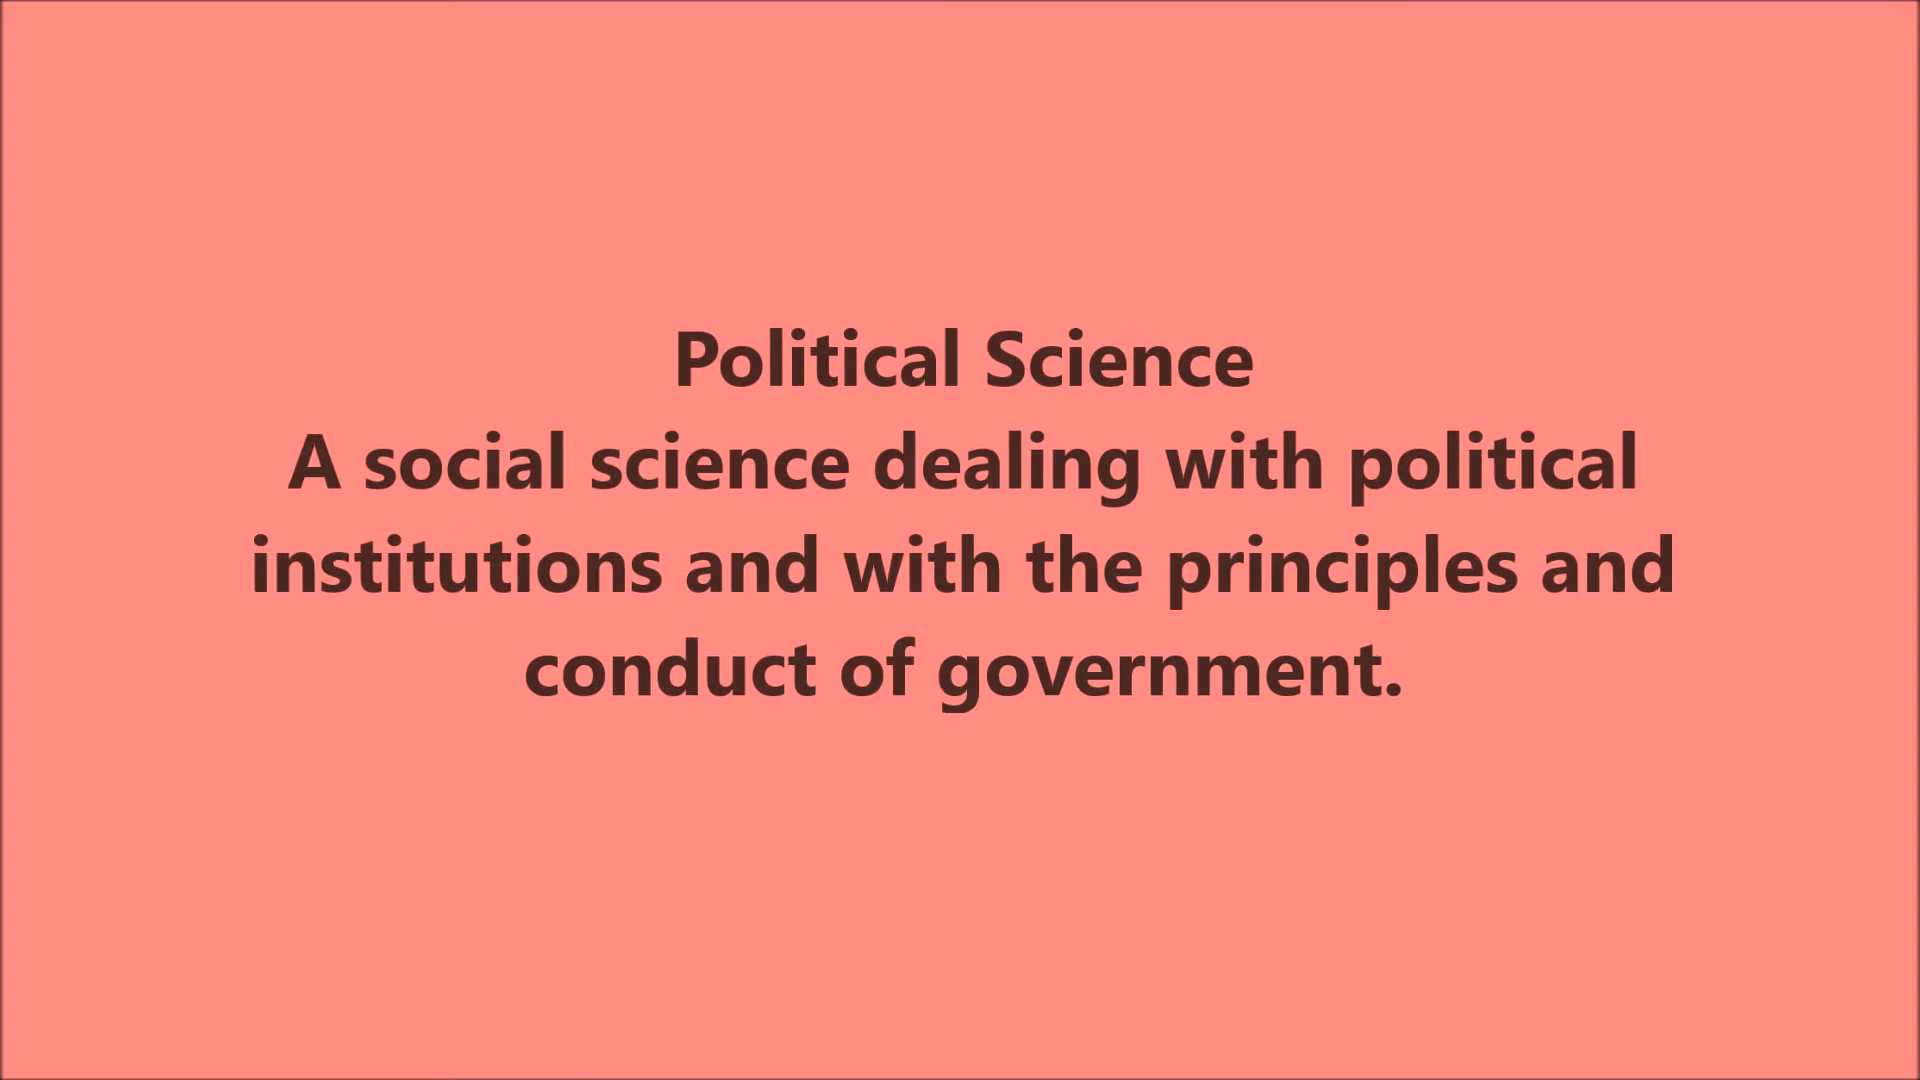 Political Science
A social science dealing with political
institutions and with the principles and
conduct of government.